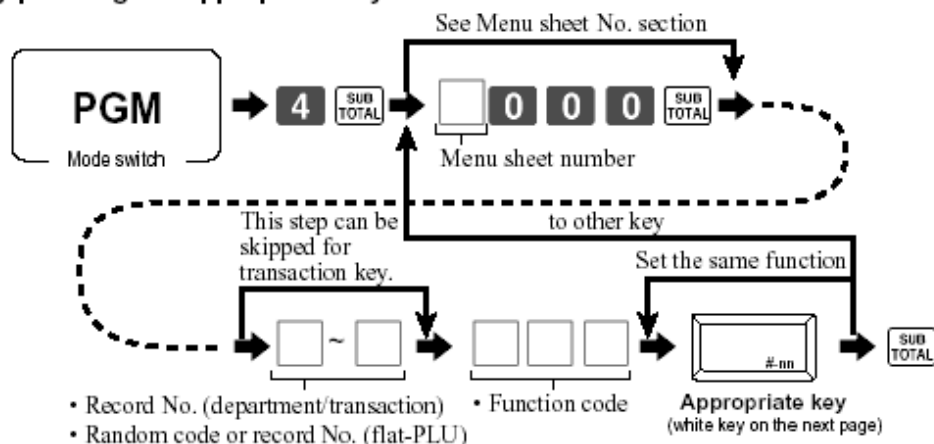 See Menu sheet No. section
PGM
Mode switch
4 SUB TOTAL 0 0 0 SUB TOTAL
Menu sheet number
This step can be
skipped for
transaction key.
to other key
Set the same function
~
#-nn
SUB TOTAL
• Record No. (department/transaction)
• Random code or record No. (flat-PLU)
• Function code
Appropriate key
(white key on the next page)